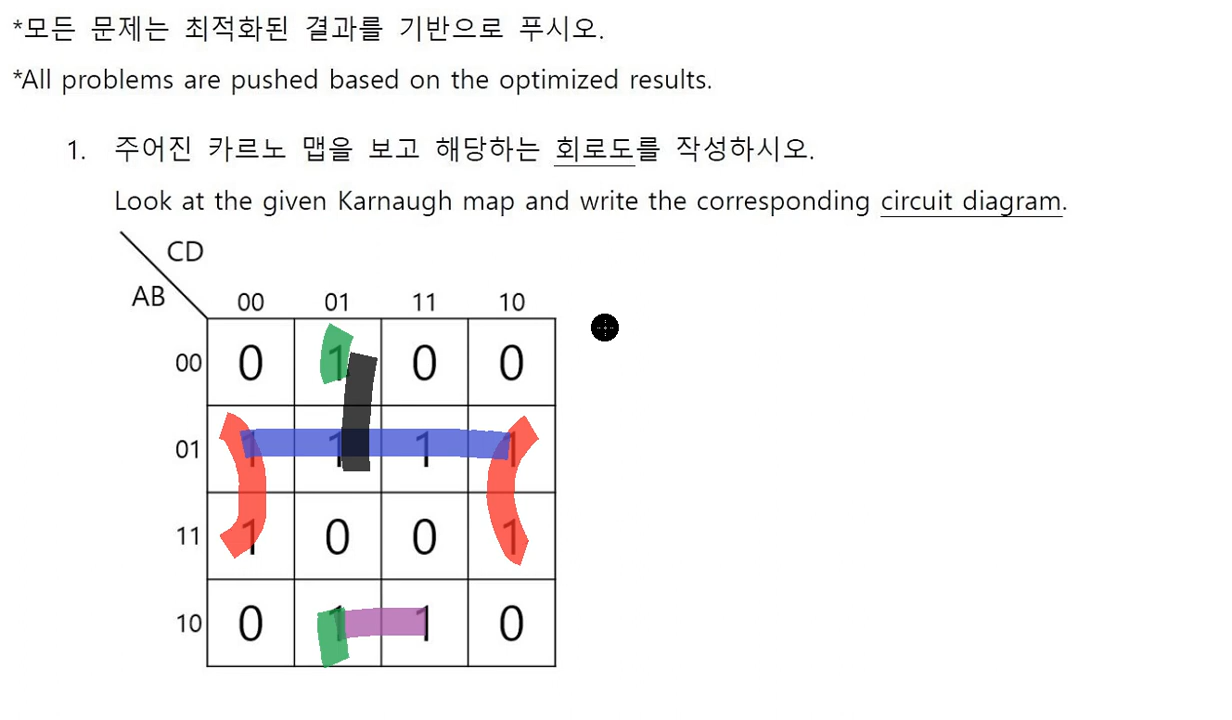 *모든 문제는 최적화된 결과를 기반으로 푸시오.
*All problems are pushed based on the optimized results.
1. 주어진 카르노 맵을 보고 해당하는 회로도를 작성하시오.
Look at the given Karnaugh map and write the corresponding circuit diagram.
CD
AB
00 01 11 10
00 0 1 0 0
01 1 1 1 1
11 1 0 0 1
10 0 1 1 0